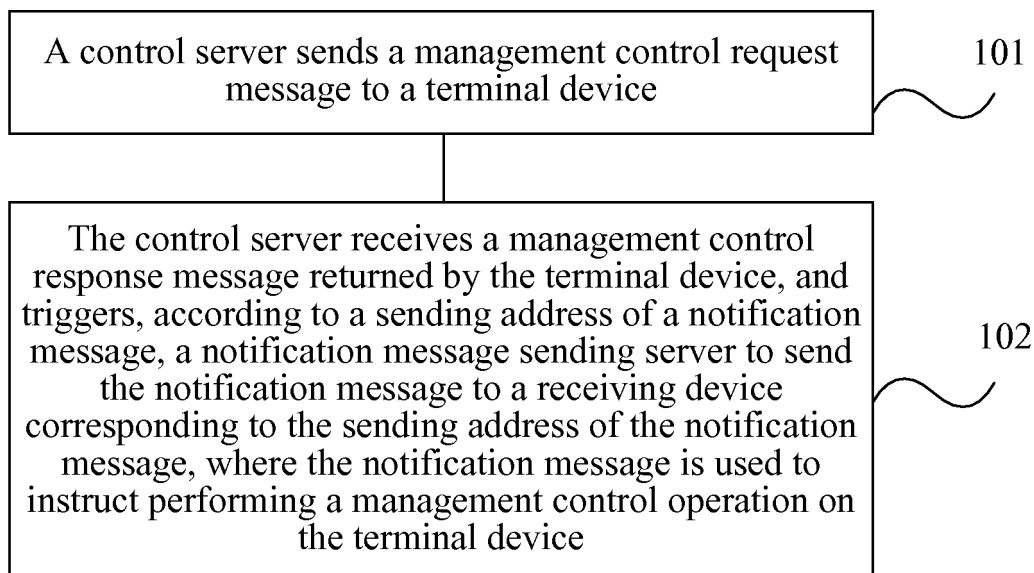 A control server sends a management control request
message to a terminal device
101
The control server receives a management control
response message returned by the terminal device, and
triggers, according to a sending address of a notification
message, a notification message sending server to send
the notification message to a receiving device
corresponding to the sending address of the notification
message, where the notification message is used to
instruct performing a management control operation on
the terminal device
102